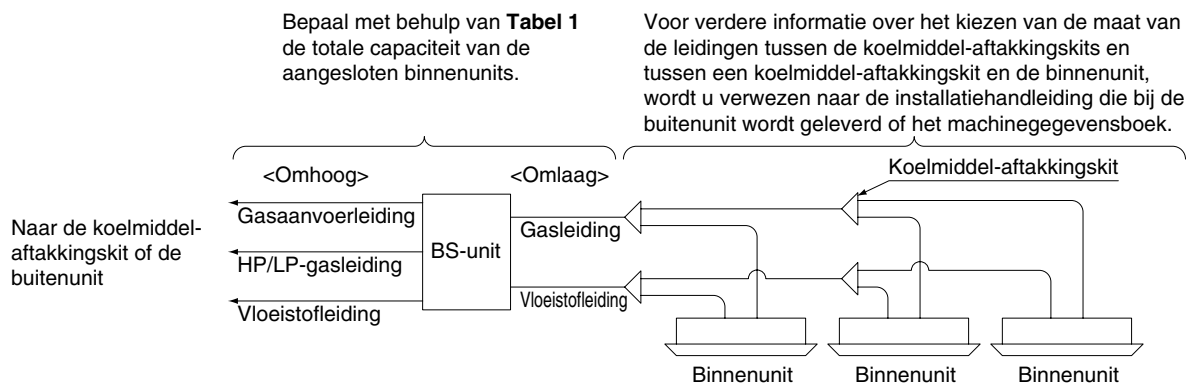 Bepaal met behulp van Tabel 1
de totale capaciteit van de
aangesloten binnenunits.
Voor verdere informatie over het kiezen van de maat van
de leidingen tussen de koelmiddel-aftakkingskits en
tussen een koelmiddel-aftakkingskit en de binnenunit,
wordt u verwezen naar de installatiehandleiding die bij de
buitenunit wordt geleverd of het machinegegevensboek.
<Omhoog>
<Omlaag>
Koelmiddel-aftakkingskit
Naar de koelmiddel-
aftakkingskit of de
buitenunit
Gasaanvoerleiding
HP/LP-gasleiding
Vloeistofleiding
BS-unit
Gasleiding
Vloeistofleiding
Binnenunit
Binnenunit
Binnenunit